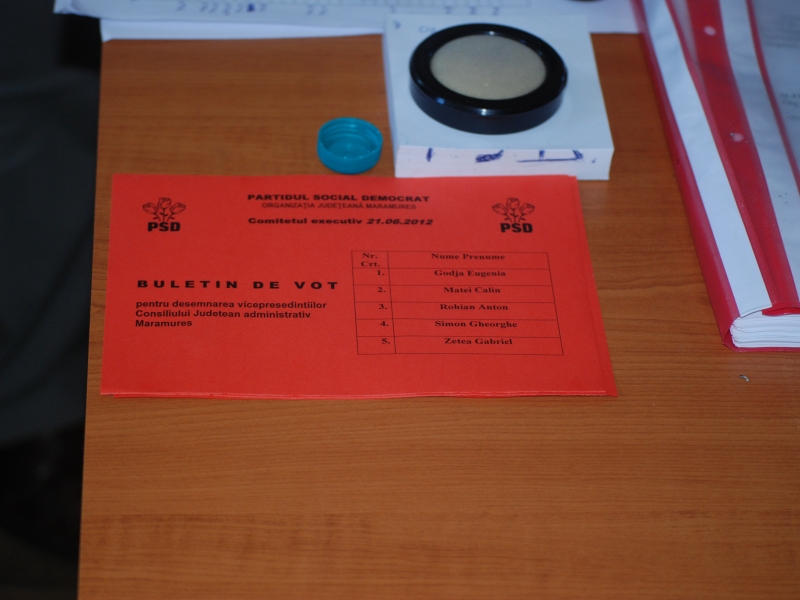 PARTIDUL SOCIAL DEMOCRAT
ORGANIZAȚIA JUDEȚEANĂ MARAMUREȘ
Comitetul executiv 21.06.2012
PSD
PSD
BULETIN DE VOT
pentru desemnarea vicepresedintiilor
Consiliului Judetean administrativ
Maramures
Nr. Crt. Nume Prenume
1. Godja Eugenia
2. Matei Calin
3. Rohian Anton
4. Simon Gheorghe
5. Zetea Gabriel